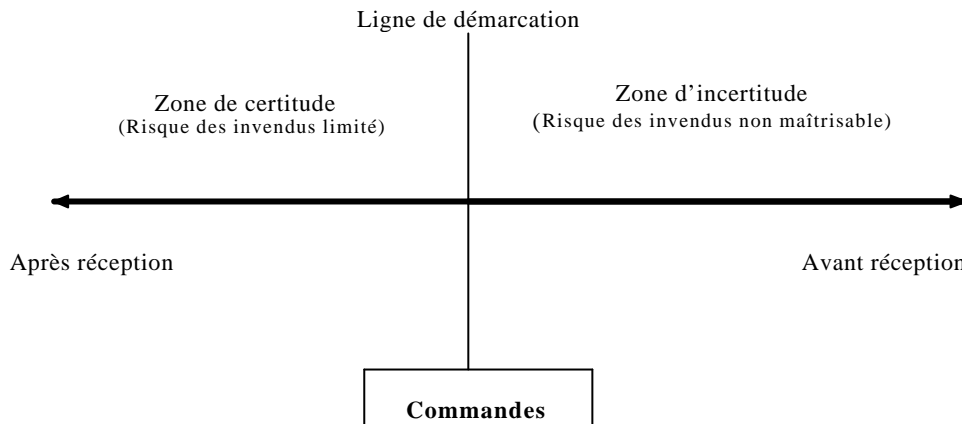 Ligne de démarcation
Zone de certitude
(Risque des invendus limité)
Zone d’incertitude
(Risque des invendus non maîtrisable)
Après réception
Avant réception
Commandes